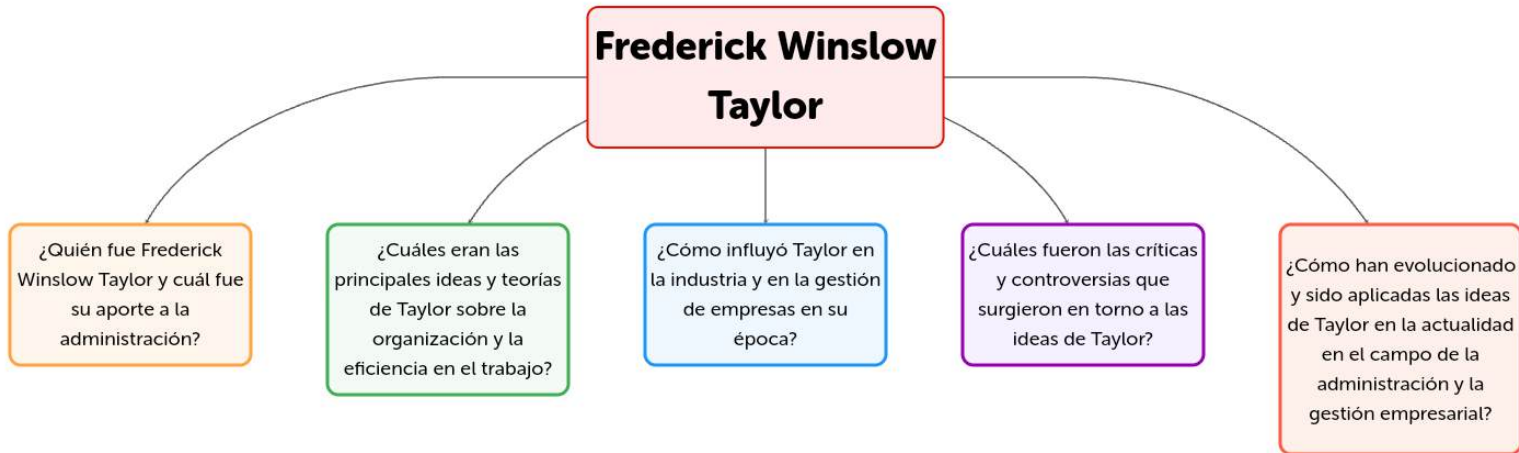 Frederick Winslow
Taylor
¿Quién fue Frederick
Winslow Taylor y cuál fue
su aporte a la
administración?
¿Cuáles eran las
principales ideas y teorías
de Taylor sobre la
organización y la
eficiencia en el trabajo?
¿Cómo influyó Taylor en
la industria y en la gestión
de empresas en su
época?
¿Cuáles fueron las críticas
y controversias que
surgieron en torno a las
ideas de Taylor?
¿Cómo han evolucionado
y sido aplicadas las ideas
de Taylor en la actualidad
en el campo de la
administración y la
gestión empresarial?